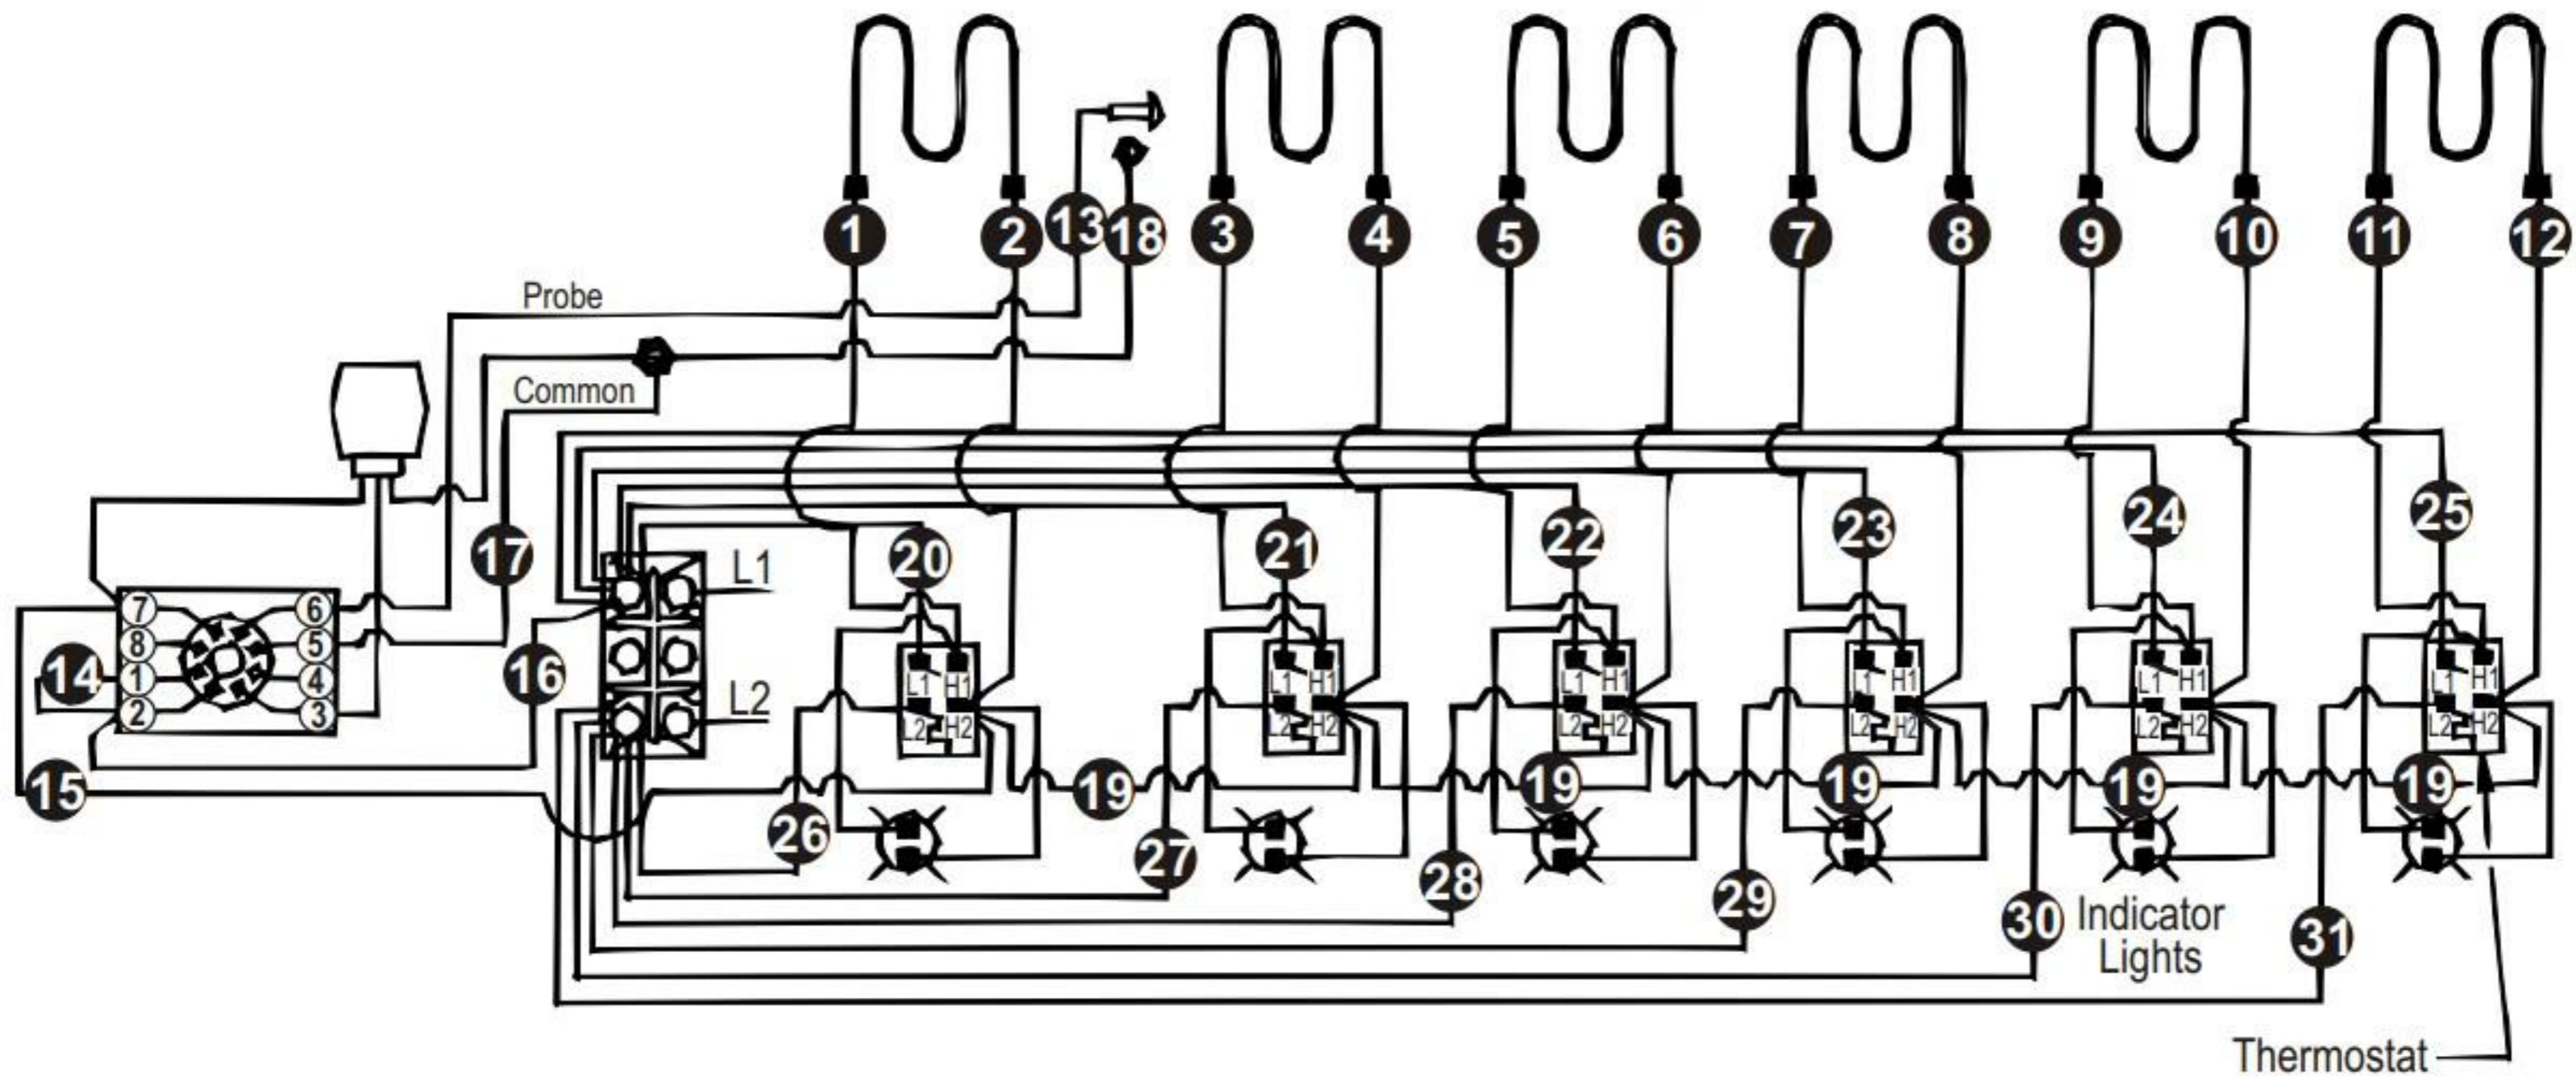 1 2 13 18 3 4 5 6 7 8 9 10 11 12
Probe
Common
17 20 21 22 23 24 25
L1
7 6
8 5
14 1 4
2 3
16
L2
L1 H1 L1 H1 L1 H1 L1 H1 L1 H1 L1 H1
L2 H2 L2 H2 L2 H2 L2 H2 L2 H2 L2 H2
15 19 19 19 19 19
26 27 28 29 30 31
Indicator
Lights
Thermostat